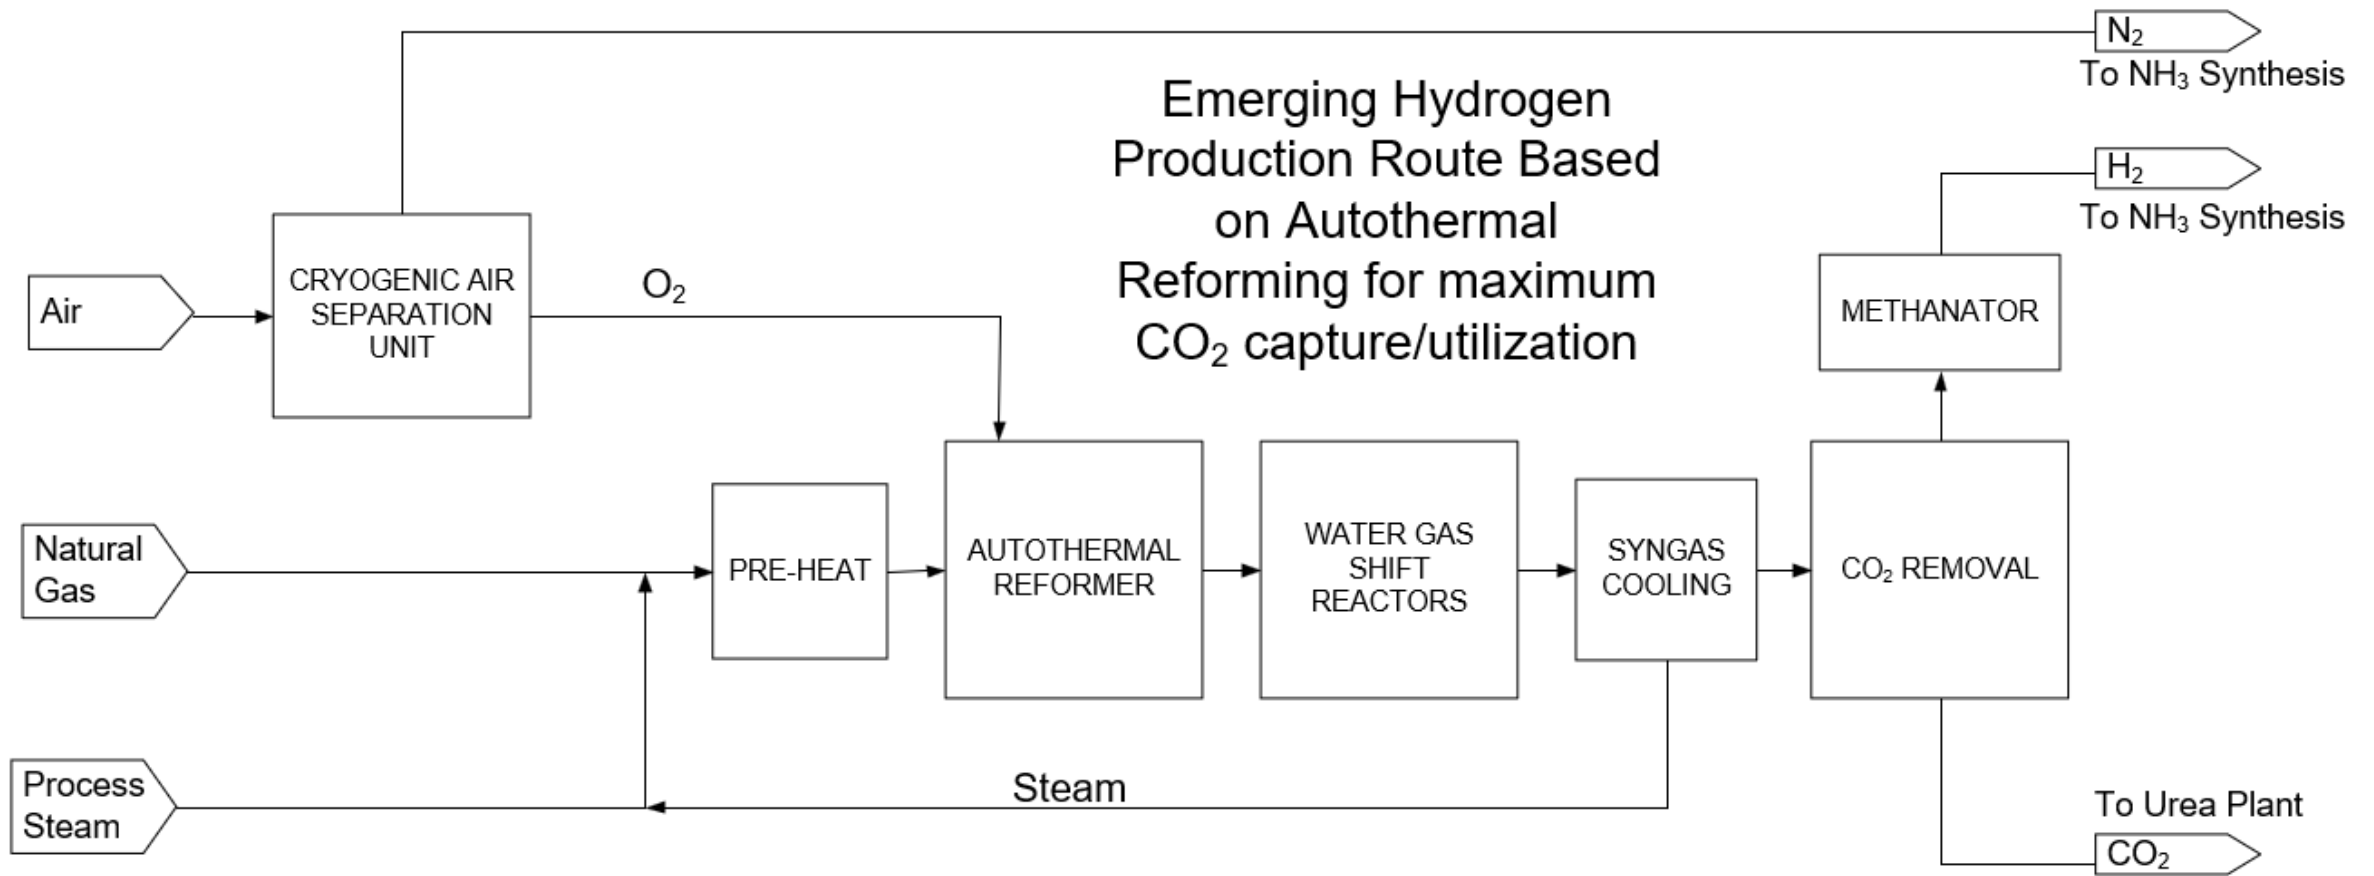 N₂
To NH₃ Synthesis
Emerging Hydrogen
Production Route Based
on Autothermal
Reforming for maximum
CO₂ capture/utilization
H₂
To NH₃ Synthesis
Air
CRYOGENIC AIR
SEPARATION
UNIT
O₂
METHANATOR
Natural
Gas
PRE-HEAT
AUTOTHERMAL
REFORMER
WATER GAS
SHIFT
REACTORS
SYNGAS
COOLING
CO₂ REMOVAL
Process
Steam
Steam
To Urea Plant
CO₂